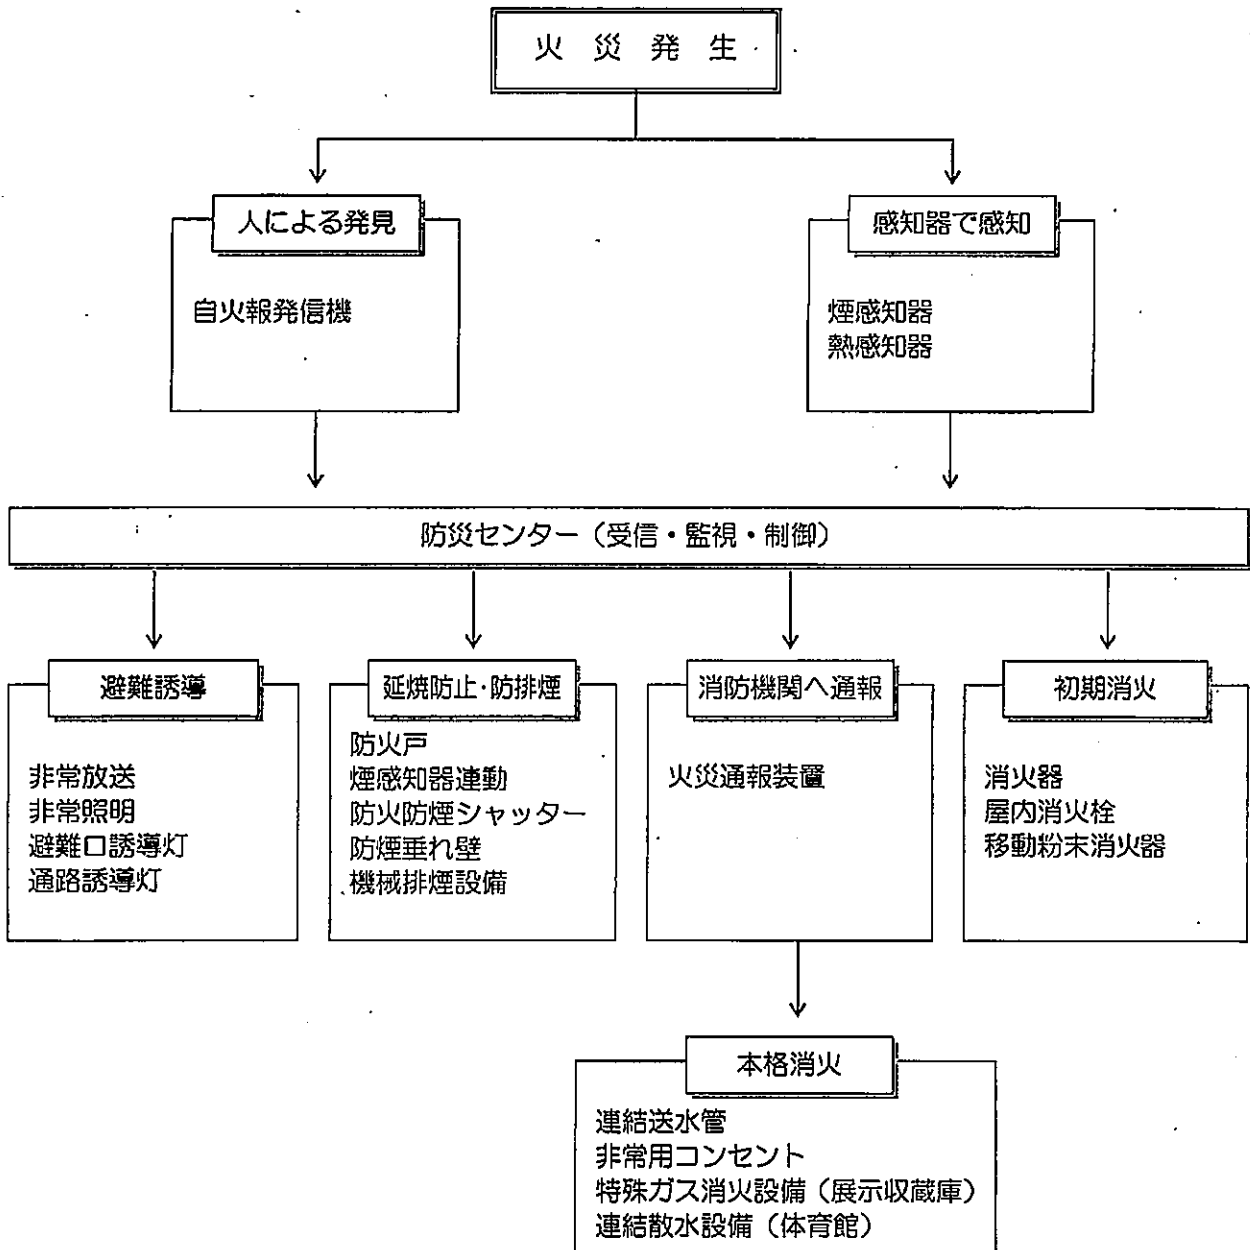 火災発生
人による発見
自火報発信機
感知器で感知
煙感知器
熱感知器
防災センター（受信・監視・制御）
避難誘導
非常放送
非常照明
避難口誘導灯
通路誘導灯
延焼防止・防排煙
防火戸
煙感知器連動
防火防煙シャッター
防煙垂れ壁
機械排煙設備
消防機関へ通報
火災通報装置
初期消火
消火器
屋内消火栓
移動粉末消火器
本格消火
連結送水管
非常用コンセント
特殊ガス消火設備（展示収蔵庫）
連結散水設備（体育館）